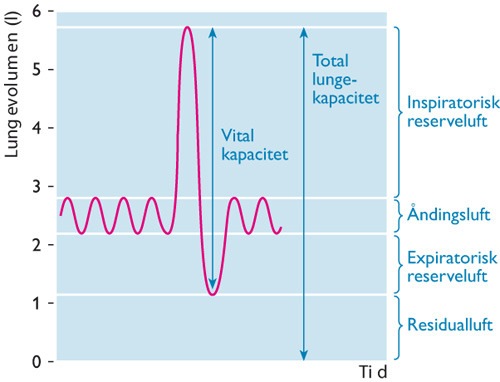 Lungevolumen (l)
6
5
4
3
2
1
0
Vital
kapacitet
Total
lunge-
kapacitet
Inspiratorisk
reserveluft
Åndingsluft
Expiratorisk
reserveluft
Residualluft
Ti d